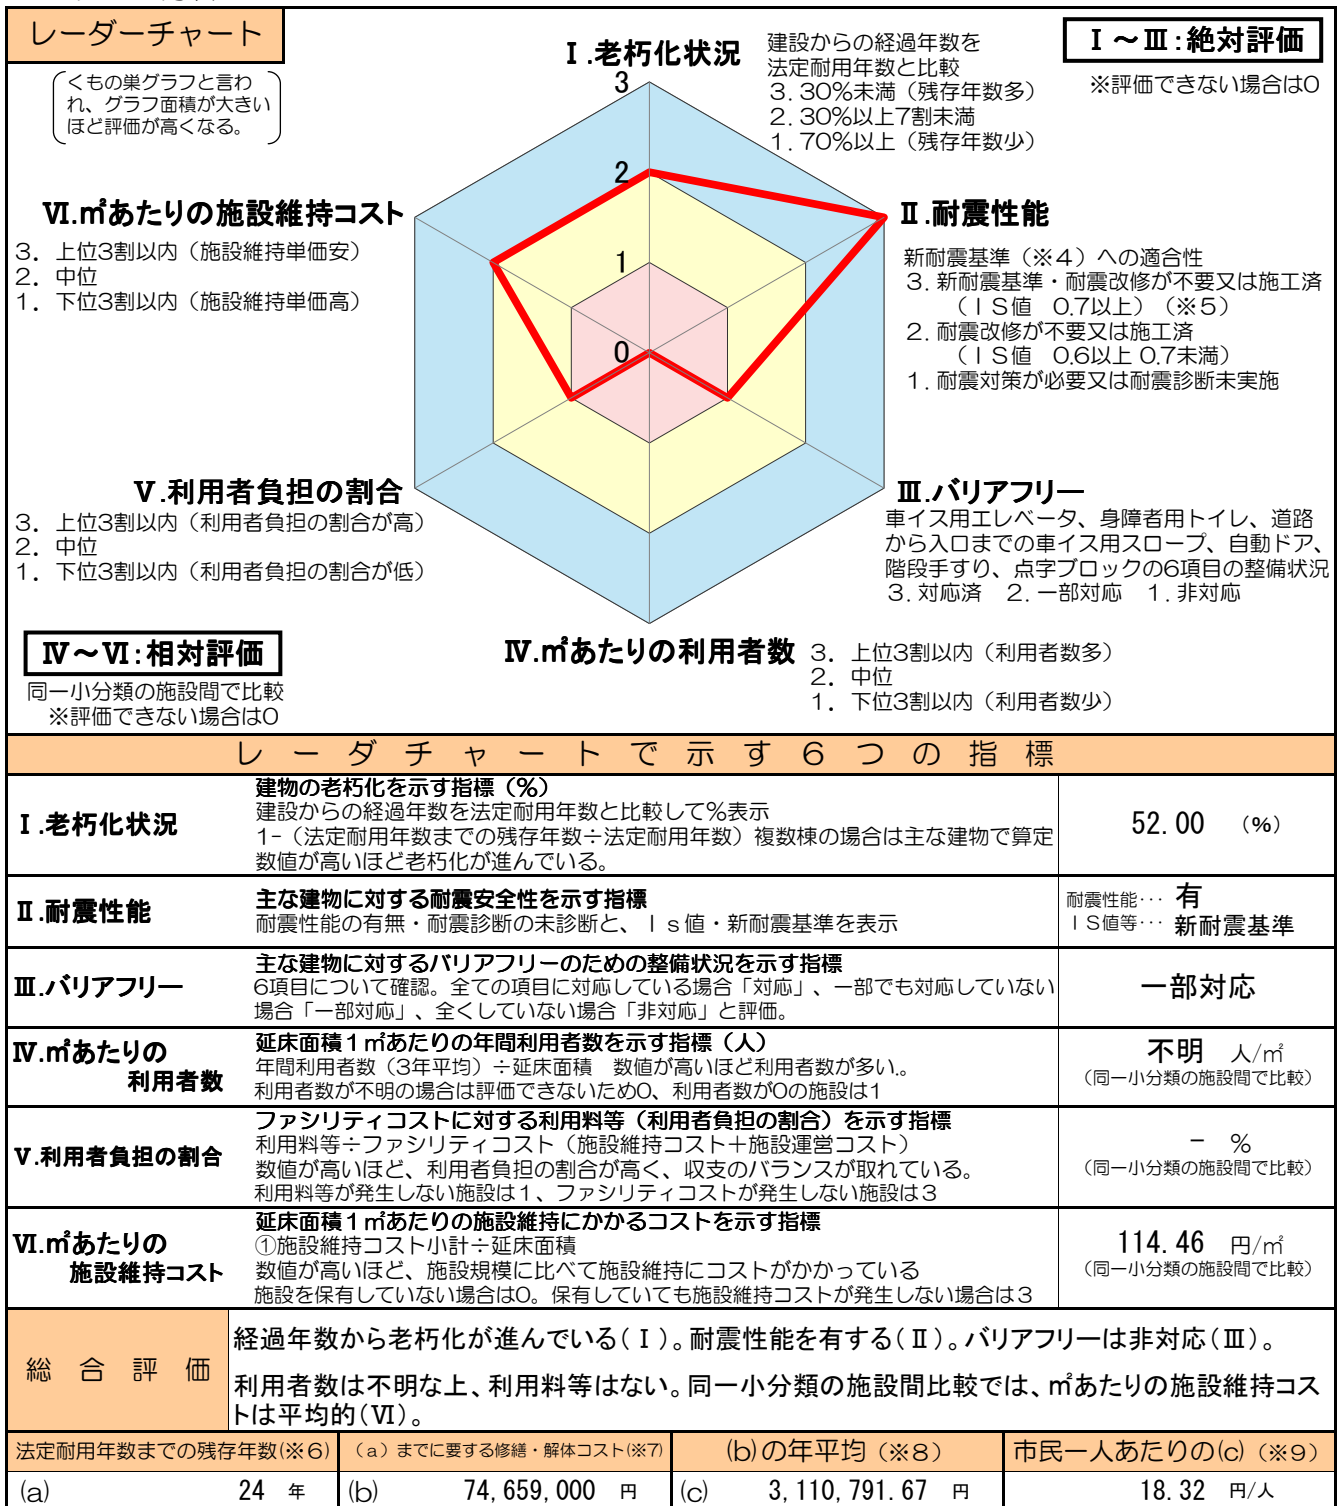 レーダーチャート
くもの巣グラフと言わ
れ、グラフ面積が大きい
ほど評価が高くなる。
Ⅰ.老朽化状況
建設からの経過年数を
法定耐用年数と比較
3.30%未満（残存年数多）
2.30%以上7割未満
1.70%以上（残存年数少）
Ⅰ～Ⅲ:絶対評価
※評価できない場合は0
3
2
1
0
Ⅵ.㎡あたりの施設維持コスト
3. 上位3割以内（施設維持単価安）
2. 中位
1. 下位3割以内（施設維持単価高）
Ⅱ.耐震性能
新耐震基準（※4）への適合性
3.新耐震基準・耐震改修が不要又は施工済
（ＩＳ値 0.7以上）（※5）
2.耐震改修が不要又は施工済
（ＩＳ値 0.6以上 0.7未満）
1.耐震対策が必要又は耐震診断未実施
Ⅴ.利用者負担の割合
3. 上位3割以内（利用者負担の割合が高）
2. 中位
1. 下位3割以内（利用者負担の割合が低）
Ⅲ.バリアフリー
車イス用エレベータ、身障者用トイレ、道路
から入口までの車イス用スロープ、自動ドア、
階段手すり、点字ブロックの6項目の整備状況
3.対応済 2.一部対応 1.非対応
Ⅳ～Ⅵ:相対評価
同一小分類の施設間で比較
※評価できない場合は0
Ⅳ.㎡あたりの利用者数
3. 上位3割以内（利用者数多）
2. 中位
1. 下位3割以内（利用者数少）
レーダチャートで示す6つの指標
Ⅰ.老朽化状況
建物の老朽化を示す指標（%）
建設からの経過年数を法定耐用年数と比較して%表示
1-（法定耐用年数までの残存年数÷法定耐用年数）複数棟の場合は主な建物で算定
数値が高いほど老朽化が進んでいる。
52.00 （%）
Ⅱ.耐震性能
主な建物に対する耐震安全性を示す指標
耐震性能の有無・耐震診断の未診断と、Ｉｓ値・新耐震基準を表示
耐震性能… 有
ＩＳ値等… 新耐震基準
Ⅲ.バリアフリー
主な建物に対するバリアフリーのための整備状況を示す指標
6項目について確認。全ての項目に対応している場合「対応」、一部でも対応していない
場合「一部対応」、全くしていない場合「非対応」と評価。
一部対応
Ⅳ.㎡あたりの
利用者数
延床面積１㎡あたりの年間利用者数を示す指標（人）
年間利用者数（3年平均）÷延床面積 数値が高いほど利用者数が多い。
利用者数が不明の場合は評価できないため0、利用者数が0の施設は1
不明 人/㎡
（同一小分類の施設間で比較）
Ⅴ.利用者負担の割合
ファシリティコストに対する利用料等（利用者負担の割合）を示す指標
利用料等÷ファシリティコスト（施設維持コスト＋施設運営コスト）
数値が高いほど、利用者負担の割合が高く、収支のバランスが取れている。
利用料等が発生しない施設は１、ファシリティコストが発生しない施設は３
- %
（同一小分類の施設間で比較）
Ⅵ.㎡あたりの
施設維持コスト
延床面積１㎡あたりの施設維持にかかるコストを示す指標
①施設維持コスト小計÷延床面積
数値が高いほど、施設規模に比べて施設維持にコストがかかっている
施設を保有していない場合は0。保有していても施設維持コストが発生しない場合は３
114.46 円/㎡
（同一小分類の施設間で比較）
総合評価
経過年数から老朽化が進んでいる(Ⅰ)。耐震性能を有する(Ⅱ)。バリアフリーは非対応(Ⅲ)。
利用者数は不明な上、利用料等はない。同一小分類の施設間比較では、㎡あたりの施設維持コス
トは平均的(Ⅵ)。
法定耐用年数までの残存年数(※6)
（a）までに要する修繕・解体コスト(※7)
(b)の年平均（※8）
市民一人あたりの(c)（※9）
(a) 24 年
(b) 74,659,000 円
(c) 3,110,791.67 円
18.32 円/人